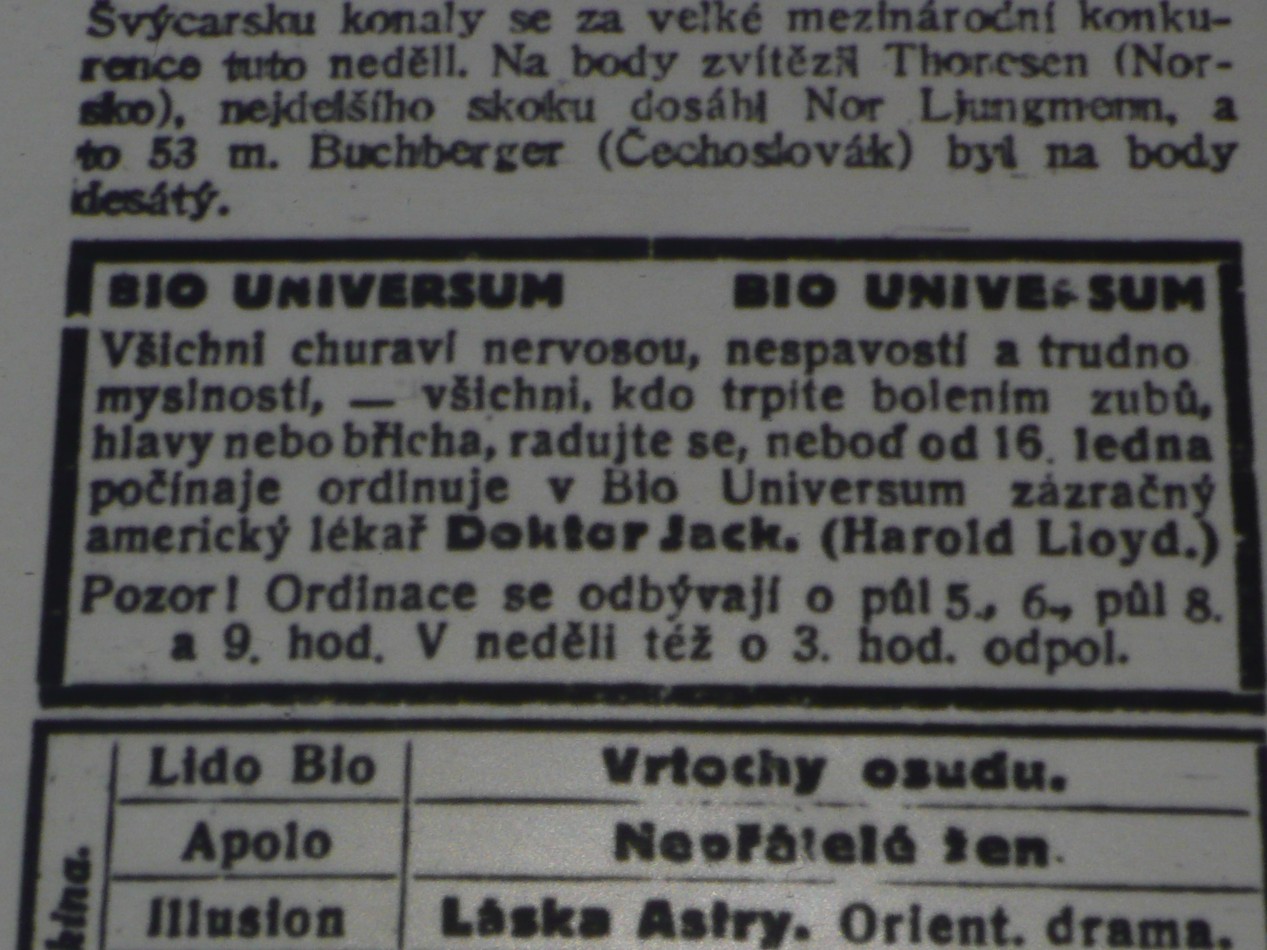 Švýcarsku konaly se za velké mezinárodní konku-
rence tuto neděli. Na body zvítězil Thoresen (Nor-
sko), nejdelšího skoku dosáhl Nor Ljungmenn, a
to 53 m. Buchberger (Čechoslovák) byl na body
desátý.
BIO UNIVERSUM BIO UNIVERSUM
Všichni churaví nervosou, nespavostí a trudno
myslností, — všichni, kdo trpíte bolením zubů,
hlavy nebo břicha, radujte se, neboď od 16. ledna
počínaje ordinuje v Bio Universum zázračný
americký lékař Doktor Jack. (Harold Lloyd.)
Pozor! Ordinace se odbývají o půl 5., 6., půl 8.
a 9. hod. V neděli též o 3. hod. odpol.
kina.
Lido Bio Vrtochy osudu.
Apolo Nepřátelé žen.
Illusion Láska Astry. Orient. drama.